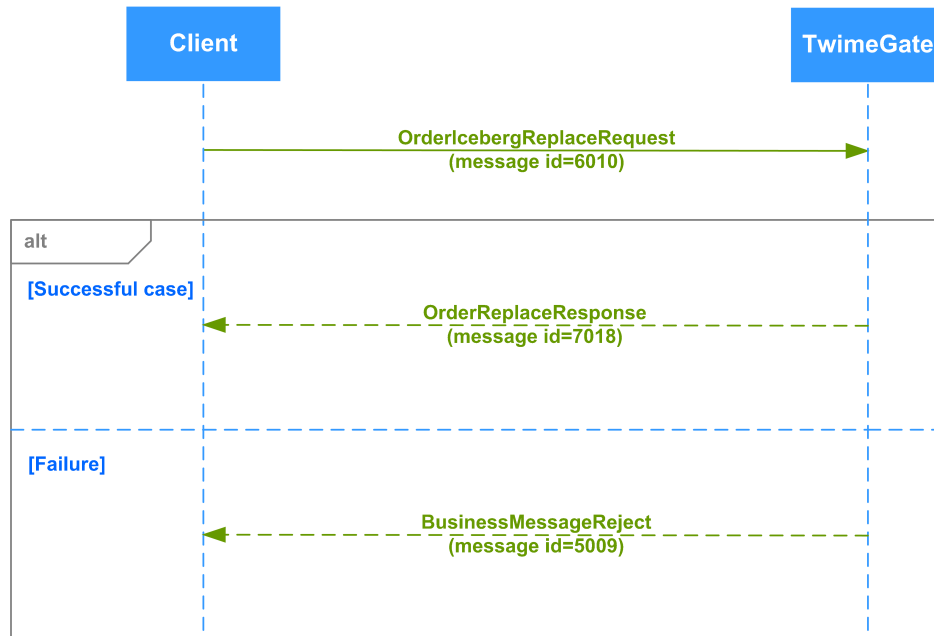 Client
TwimeGate
OrderIcebergReplaceRequest
(message id=6010)
alt
[Successful case]
OrderReplaceResponse
(message id=7018)
[Failure]
BusinessMessageReject
(message id=5009)